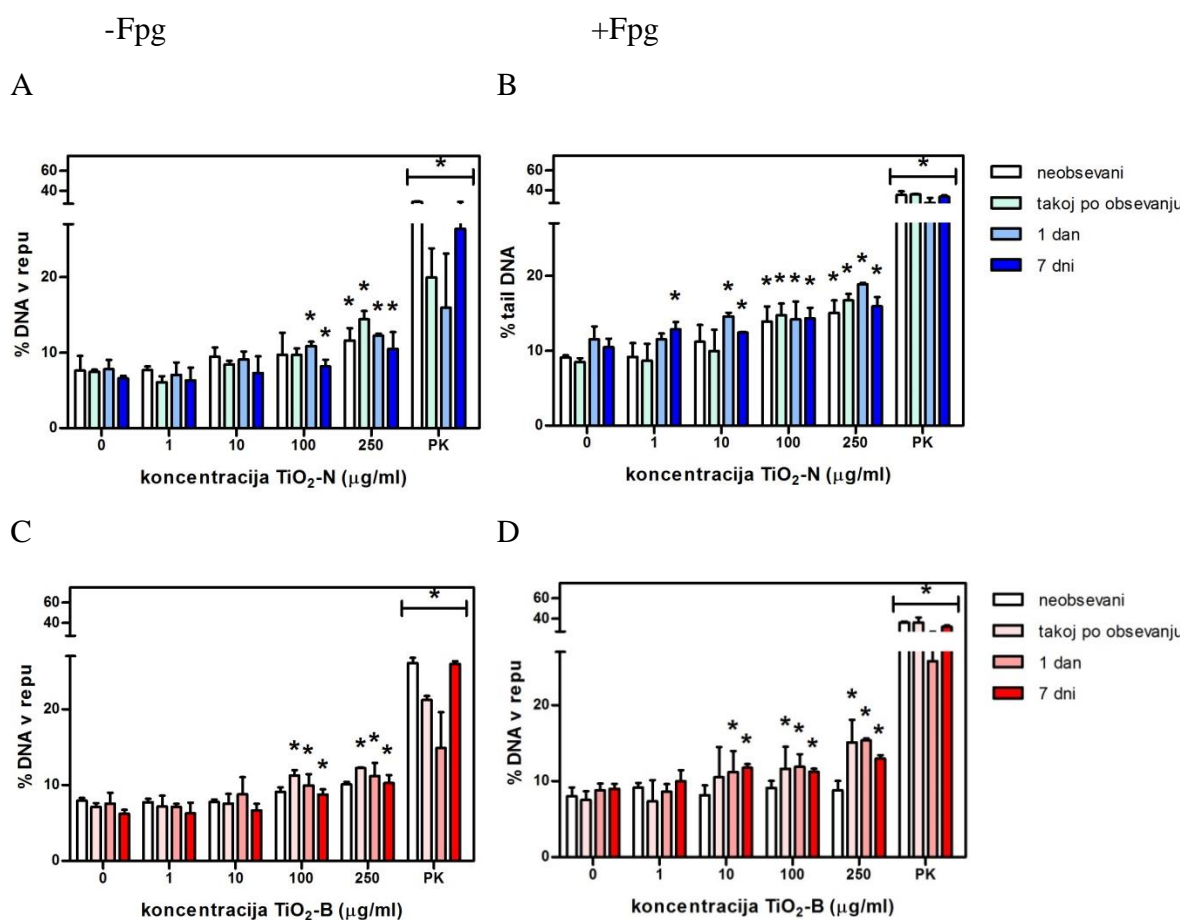 -Fpg +Fpg
A B
% DNA v repu
60
40
20
10
0
*
* * * * * *
0 1 10 100 250 PK
koncentracija TiO₂-N (µg/ml)
% tail DNA
60
40
20
10
0
*
* * * * * * * * * * *
0 1 10 100 250 PK
koncentracija TiO₂-N (µg/ml)
neobsevani
takoj po obsevanju
1 dan
7 dni
C D
% DNA v repu
60
40
20
10
0
*
* * * * * *
0 1 10 100 250 PK
koncentracija TiO₂-B (µg/ml)
% DNA v repu
60
40
20
10
0
*
* * * * * * * *
0 1 10 100 250 PK
koncentracija TiO₂-B (µg/ml)
neobsevani
takoj po obsevanju
1 dan
7 dni